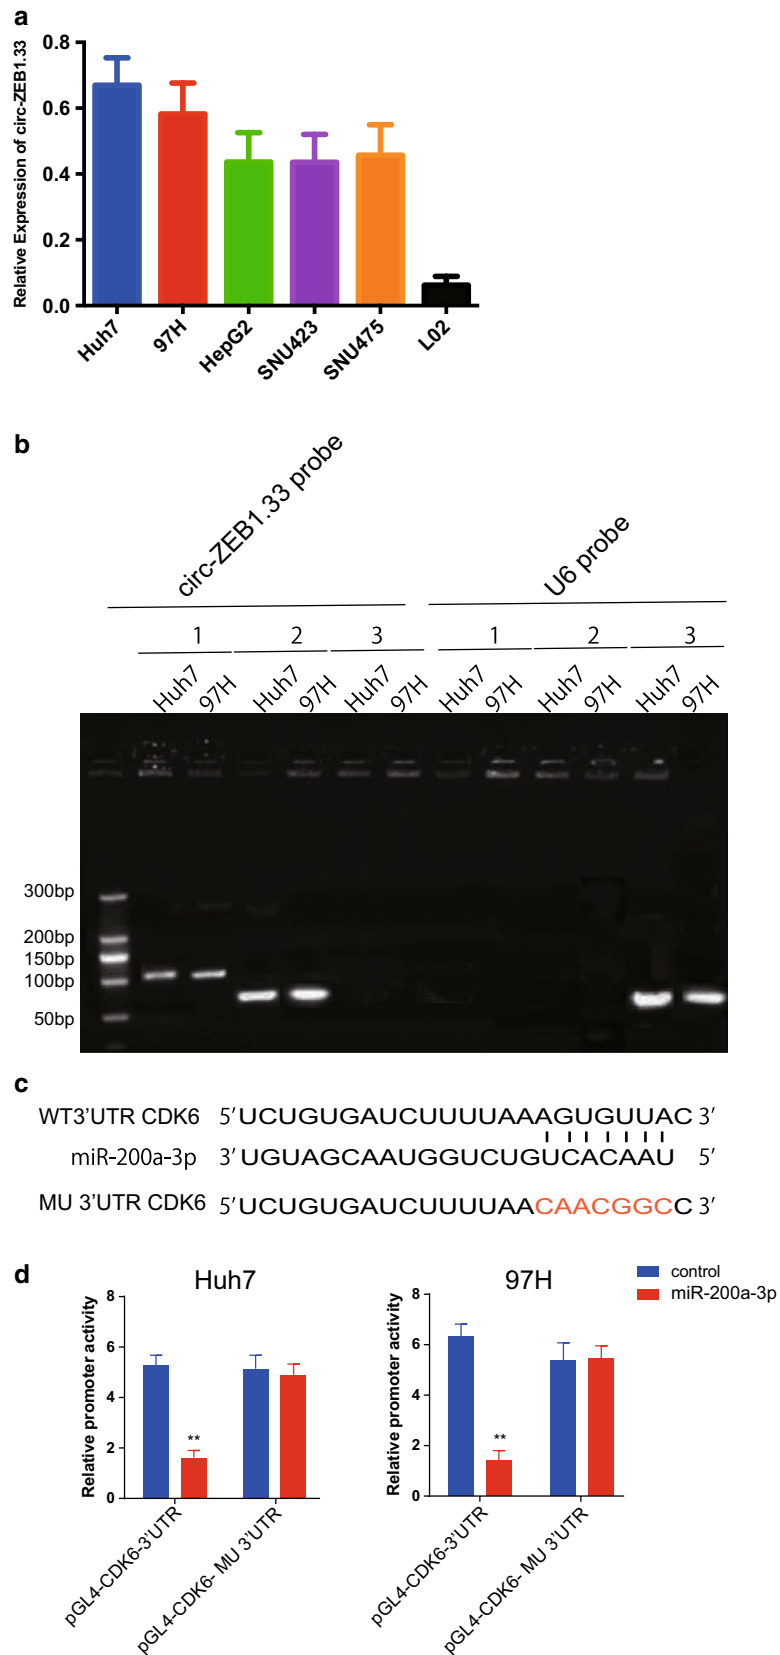 a
Relative Expression of circ-ZEB1.33
0.8
0.6
0.4
0.2
0.0
Huh7
97H
HepG2
SNU423
SNU475
L02
b
circ-ZEB1.33 probe
U6 probe
1 2 3 1 2 3
Huh7 97H Huh7 97H Huh7 97H Huh7 97H Huh7 97H Huh7 97H
300bp
200bp
150bp
100bp
50bp
c
WT3'UTR CDK6 5'UCUGUGAUCUUUUAAAGUGUUAC 3'
miR-200a-3p 3'UGUAGCAAUGGUCUGUCACAAU 5'
MU 3'UTR CDK6 5'UCUGUGAUCUUUUAACAACGGCC 3'
d
Huh7
Relative promoter activity
8
6
4
2
0
**
pGL4-CDK6-3'UTR
pGL4-CDK6- MU 3'UTR
97H
Relative promoter activity
8
6
4
2
0
**
pGL4-CDK6-3'UTR
pGL4-CDK6- MU 3'UTR
control
miR-200a-3p